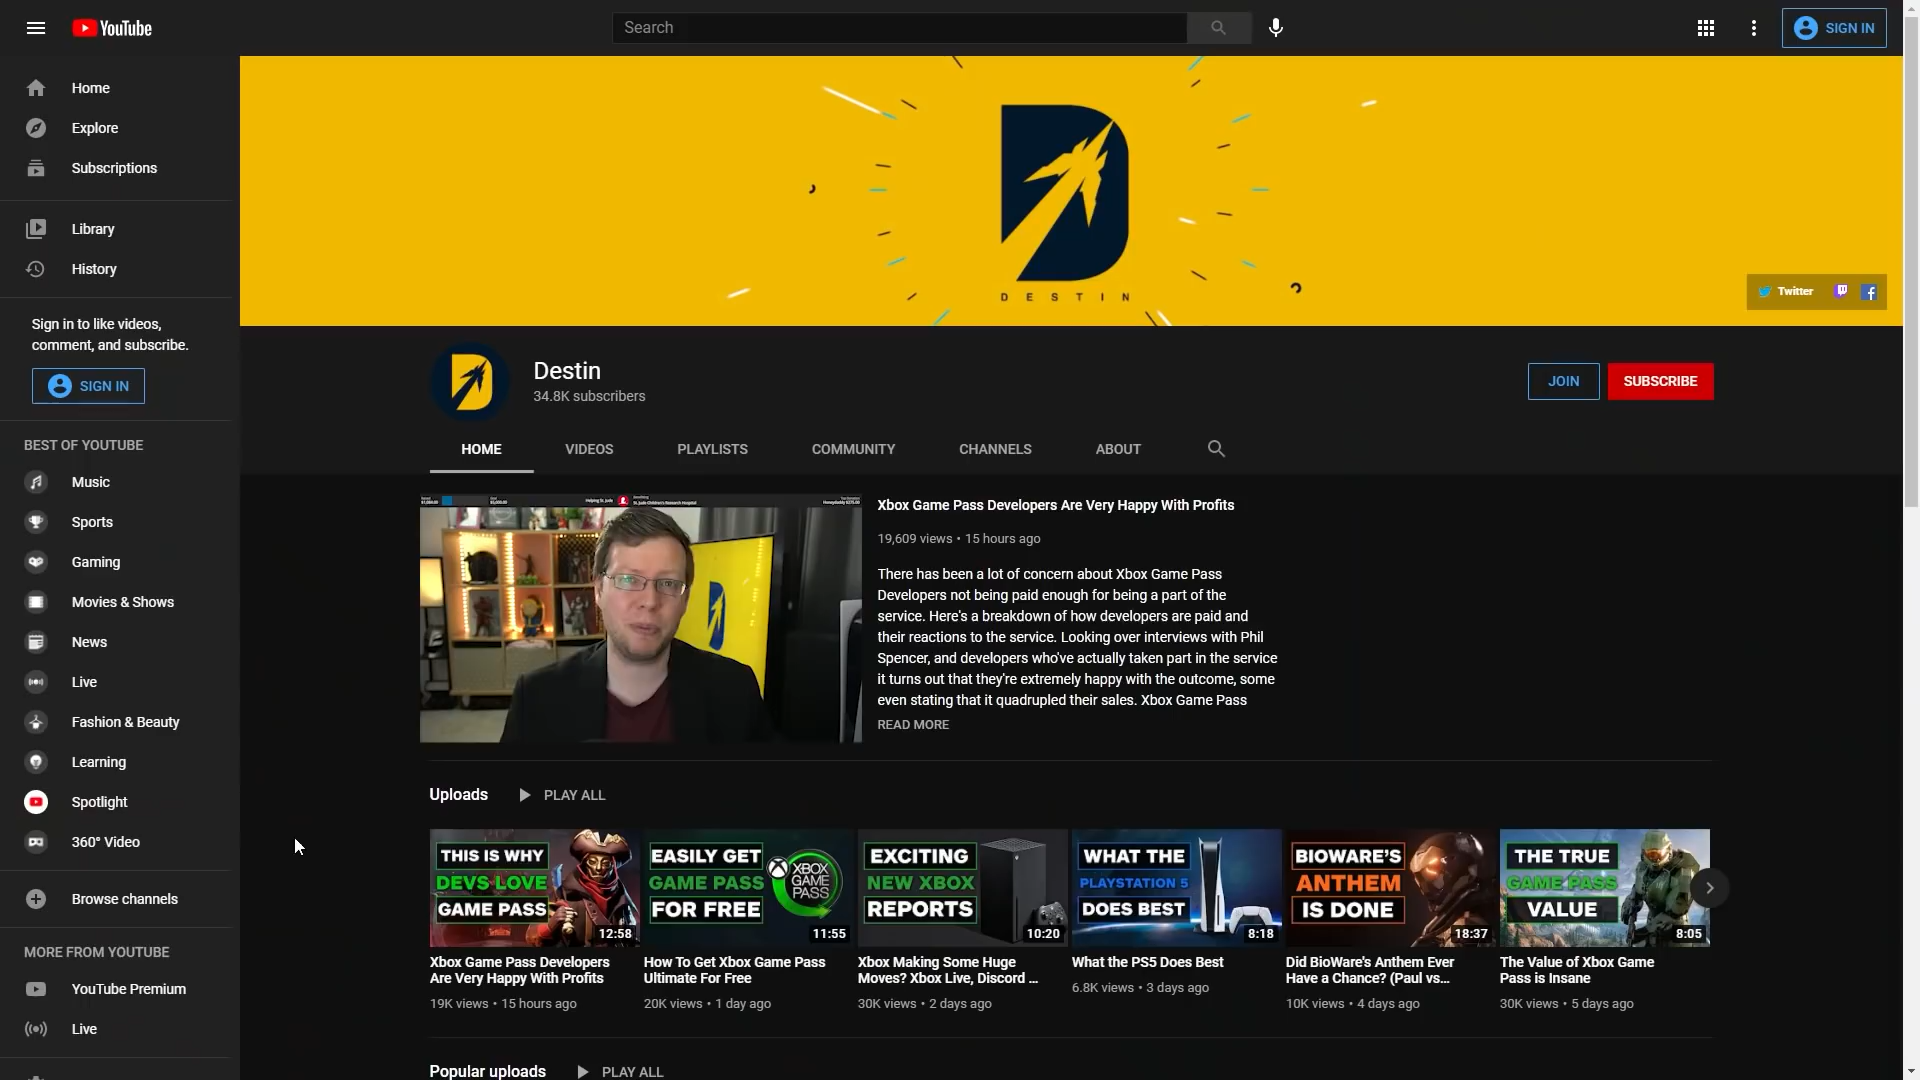 YouTube
Search
SIGN IN
Home
Explore
Subscriptions
Library
History
Sign in to like videos,
comment, and subscribe.
SIGN IN
BEST OF YOUTUBE
Music
Sports
Gaming
Movies & Shows
News
Live
Fashion & Beauty
Learning
Spotlight
360° Video
Browse channels
MORE FROM YOUTUBE
YouTube Premium
Live
DESTIN
Twitter
Destin
34.8K subscribers
JOIN
SUBSCRIBE
HOME
VIDEOS
PLAYLISTS
COMMUNITY
CHANNELS
ABOUT
Xbox Game Pass Developers Are Very Happy With Profits
19,609 views • 15 hours ago
There has been a lot of concern about Xbox Game Pass
Developers not being paid enough for being a part of the
service. Here's a breakdown of how developers are paid and
their reactions to the service. Looking over interviews with Phil
Spencer, and developers who've actually taken part in the service
it turns out that they're extremely happy with the outcome, some
even stating that it quadrupled their sales. Xbox Game Pass
READ MORE
Uploads
PLAY ALL
THIS IS WHY
DEVS LOVE
GAME PASS
12:58
Xbox Game Pass Developers
Are Very Happy With Profits
19K views • 15 hours ago
EASILY GET
GAME PASS
FOR FREE
XBOX
GAME
PASS
11:55
How To Get Xbox Game Pass
Ultimate For Free
20K views • 1 day ago
EXCITING
NEW XBOX
REPORTS
10:20
Xbox Making Some Huge
Moves? Xbox Live, Discord ...
30K views • 2 days ago
WHAT THE
PLAYSTATION 5
DOES BEST
8:18
What the PS5 Does Best
6.8K views • 3 days ago
BIOWARE'S
ANTHEM
IS DONE
18:37
Did BioWare's Anthem Ever
Have a Chance? (Paul vs...
10K views • 4 days ago
THE TRUE
GAME PASS
VALUE
8:05
The Value of Xbox Game
Pass is Insane
30K views • 5 days ago
Popular uploads
PLAY ALL